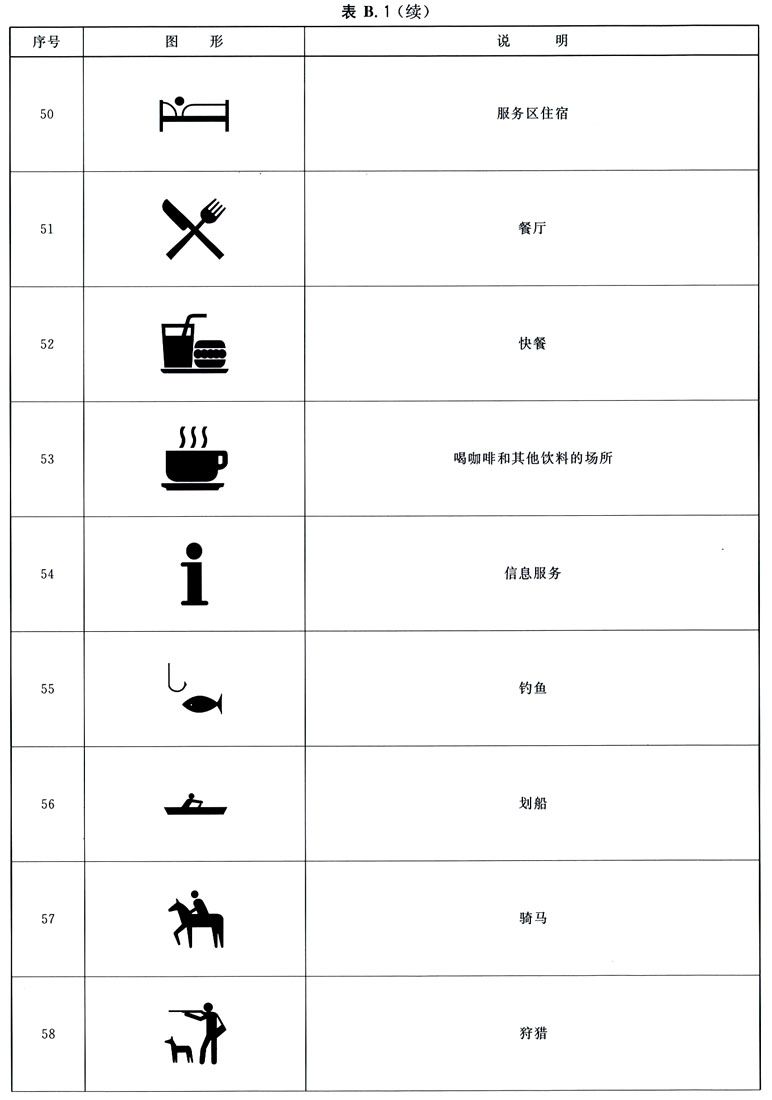 表 B.1(续)
序号 图 形 说 明
50 服务区住宿
51 餐厅
52 快餐
53 喝咖啡和其他饮料的场所
54 信息服务
55 钓鱼
56 划船
57 骑马
58 狩猎